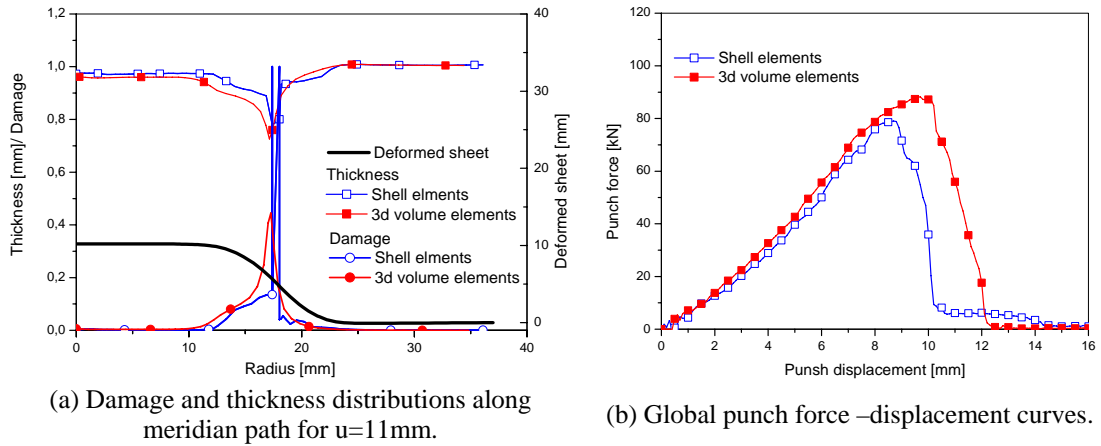 1,2
1,0
0,8
0,6
0,4
0,2
0,0
Thickness [mm]/ Damage
0
10
20
30
40
Radius [mm]
40
30
20
10
0
Deformed sheet [mm]
Deformed sheet
Thickness
Shell elments
3d volume elements
Damage
Shell elments
3d volume elements
(a) Damage and thickness distributions along
meridian path for u=11mm.
120
100
80
60
40
20
0
Punch force [kN]
Shell elements
3d volume elements
0
2
4
6
8
10
12
14
16
Punsh displacement [mm]
(b) Global punch force –displacement curves.